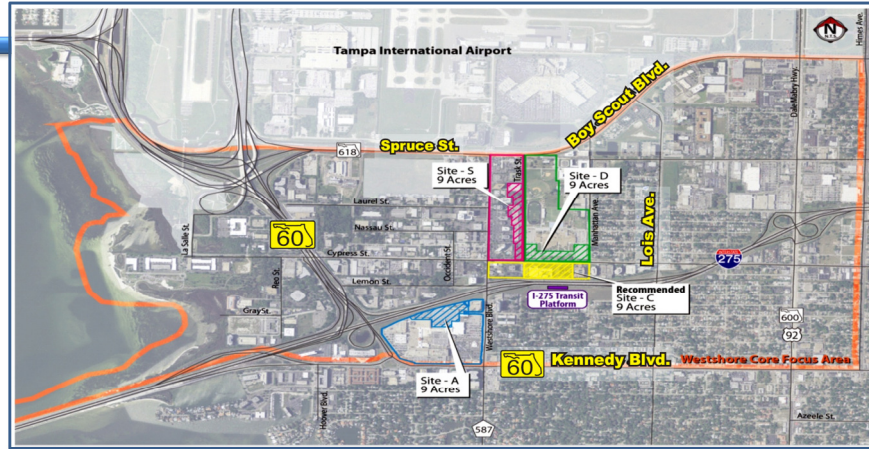 N
N.T.S.
Himes Ave.
Tampa International Airport
Boy Scout Blvd.
Dale Mabry Hwy.
Spruce St.
618
Trask St.
Site - S
9 Acres
Site - D
9 Acres
Laurel St.
Manhattan Ave.
Lois Ave.
La Salle St.
Nassau St.
60
Cypress St.
Occident St.
275
Reo St.
Lemon St.
Recommended
Site - C
9 Acres
I-275 Transit
Platform
Gray St.
Westshore Blvd.
600
92
Kennedy Blvd.
60
Westshore Core Focus Area
Site - A
9 Acres
Hoover Blvd.
587
Azeele St.